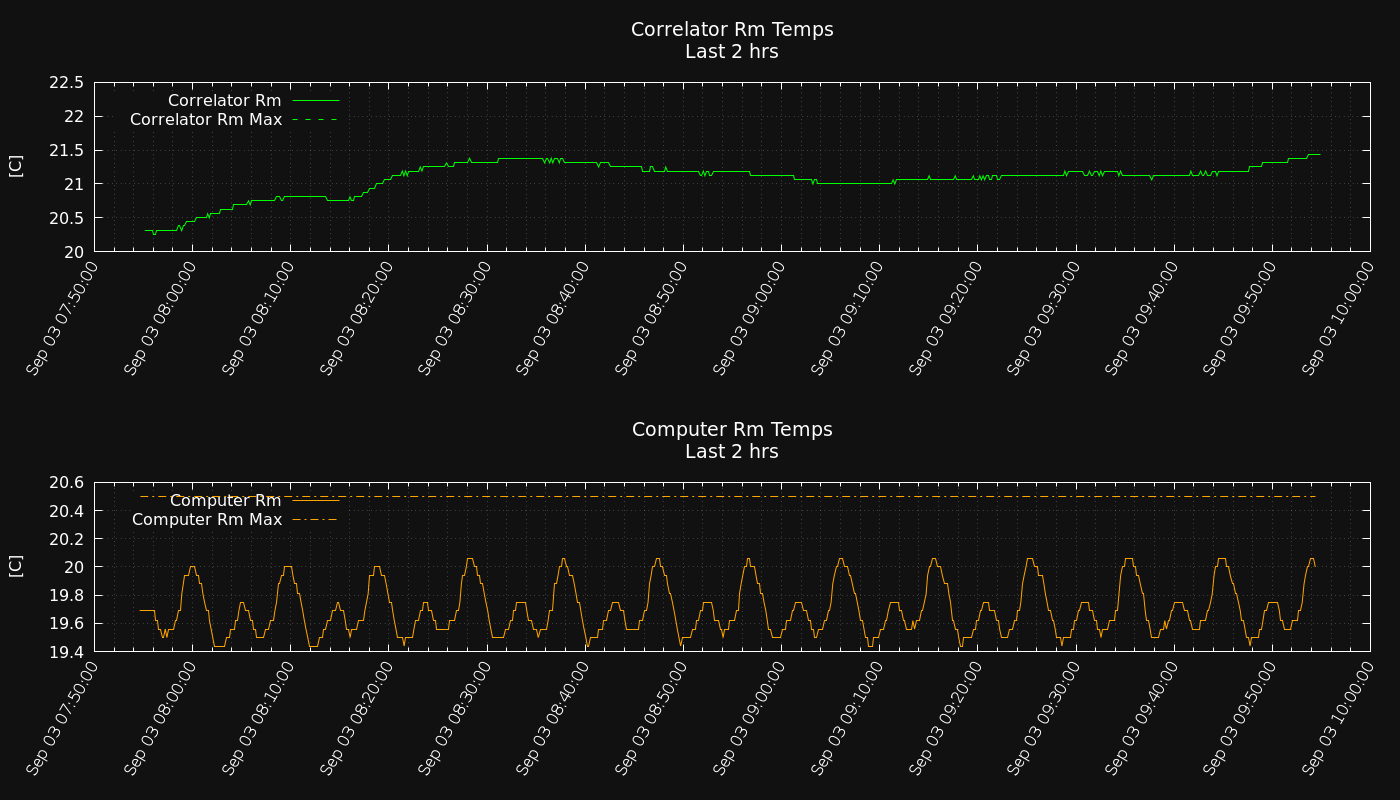 Correlator Rm Temps
Last 2 hrs
22.5
22
21.5
21
20.5
20
[C]
Correlator Rm
Correlator Rm Max
Sep 03 07:50:00
Sep 03 08:00:00
Sep 03 08:10:00
Sep 03 08:20:00
Sep 03 08:30:00
Sep 03 08:40:00
Sep 03 08:50:00
Sep 03 09:00:00
Sep 03 09:10:00
Sep 03 09:20:00
Sep 03 09:30:00
Sep 03 09:40:00
Sep 03 09:50:00
Sep 03 10:00:00
Computer Rm Temps
Last 2 hrs
20.6
20.4
20.2
20
19.8
19.6
19.4
[C]
Computer Rm
Computer Rm Max
Sep 03 07:50:00
Sep 03 08:00:00
Sep 03 08:10:00
Sep 03 08:20:00
Sep 03 08:30:00
Sep 03 08:40:00
Sep 03 08:50:00
Sep 03 09:00:00
Sep 03 09:10:00
Sep 03 09:20:00
Sep 03 09:30:00
Sep 03 09:40:00
Sep 03 09:50:00
Sep 03 10:00:00